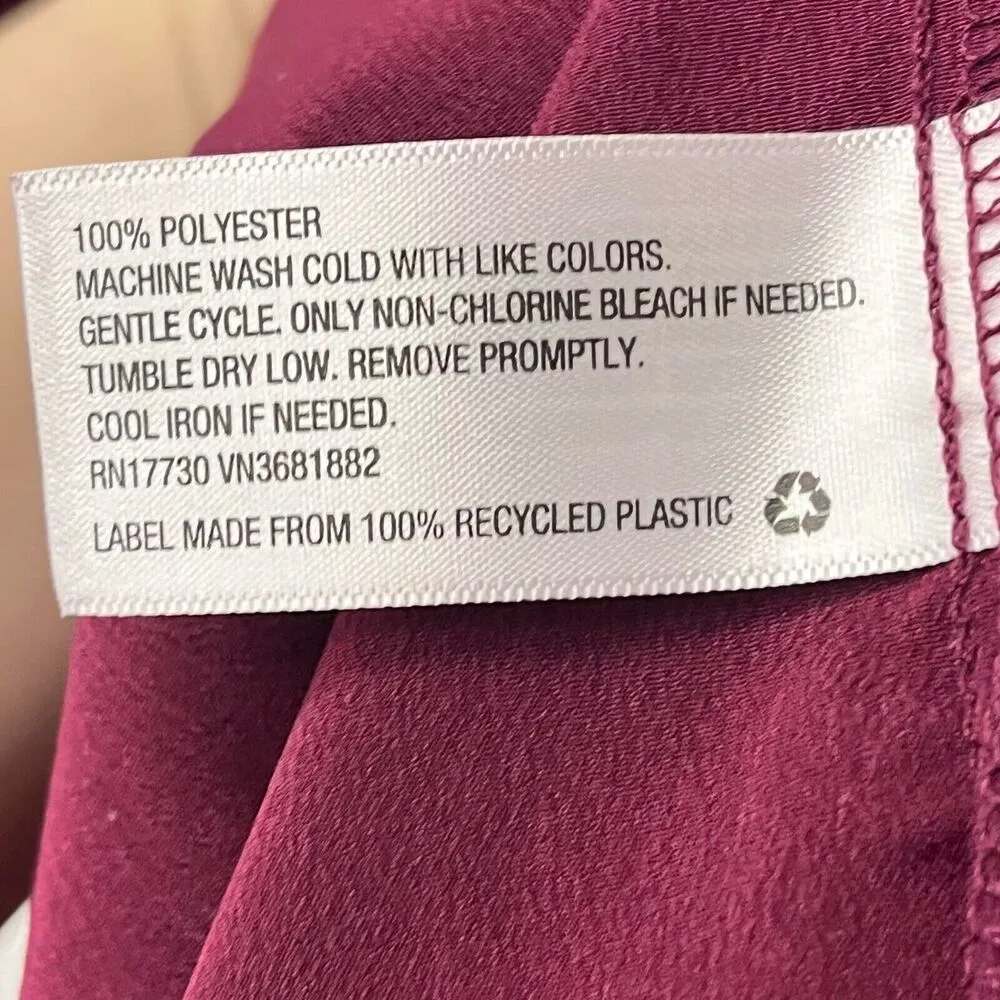 100% POLYESTER
MACHINE WASH COLD WITH LIKE COLORS.
GENTLE CYCLE. ONLY NON-CHLORINE BLEACH IF NEEDED.
TUMBLE DRY LOW. REMOVE PROMPTLY.
COOL IRON IF NEEDED.
RN17730 VN3681882
LABEL MADE FROM 100% RECYCLED PLASTIC